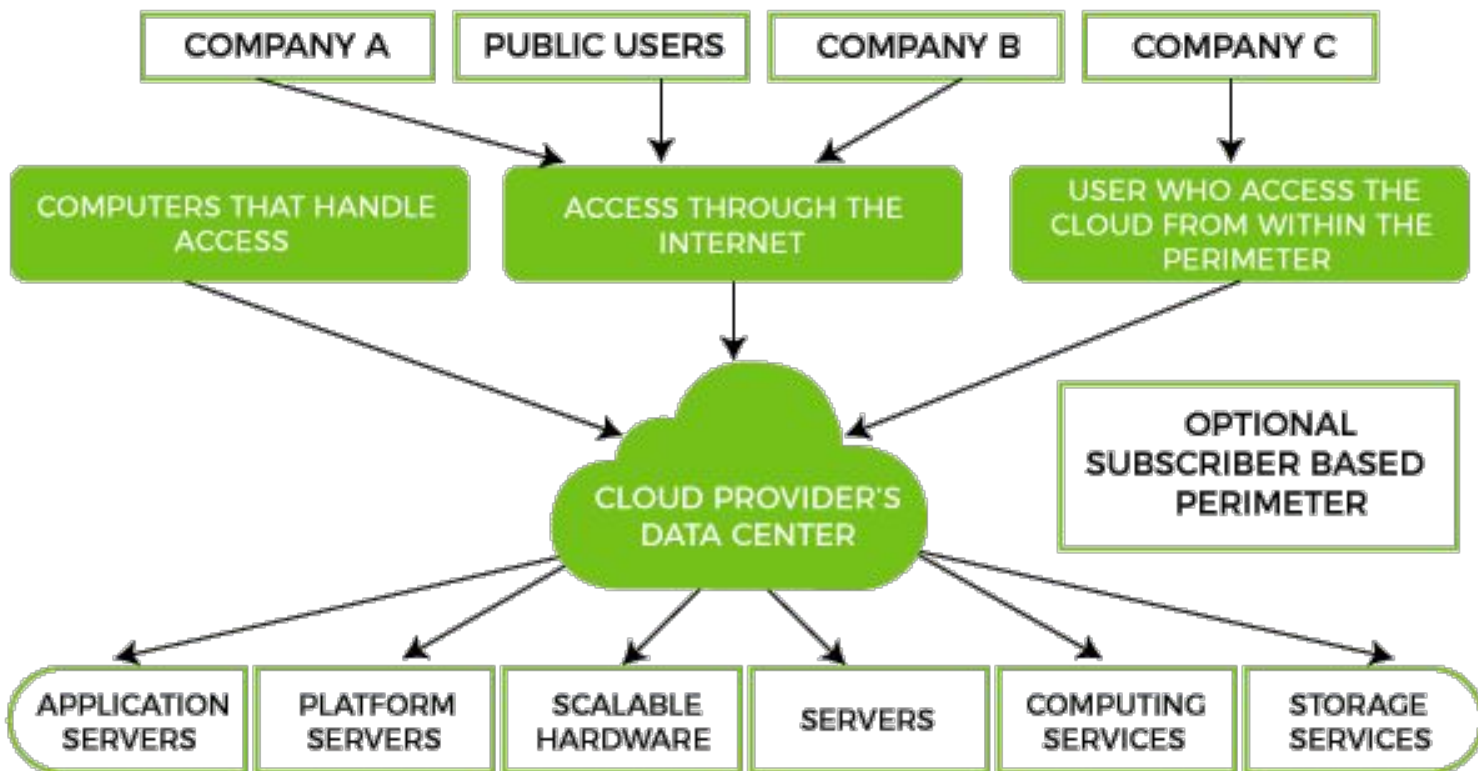 COMPANY A
PUBLIC USERS
COMPANY B
COMPANY C
COMPUTERS THAT HANDLE
ACCESS
ACCESS THROUGH THE
INTERNET
USER WHO ACCESS THE
CLOUD FROM WITHIN THE
PERIMETER
OPTIONAL
SUBSCRIBER BASED
PERIMETER
CLOUD PROVIDER'S
DATA CENTER
APPLICATION
SERVERS
PLATFORM
SERVERS
SCALABLE
HARDWARE
SERVERS
COMPUTING
SERVICES
STORAGE
SERVICES